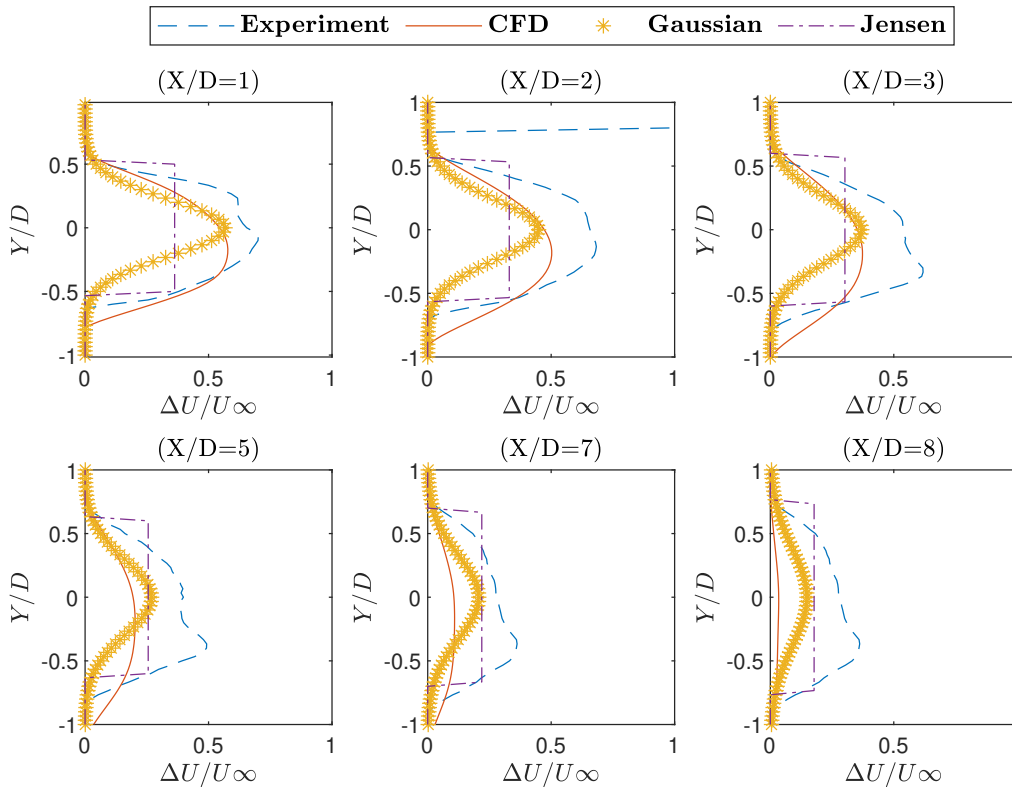 Experiment CFD Gaussian Jensen
(X/D=1) (X/D=2) (X/D=3)
1 1
0.5 0.5 0.5
0 0 0
-0.5 -0.5 -0.5
-1 -1 -1
Y/D Y/D Y/D
0 0.5 1 0 0.5 1 0 0.5
ΔU/U∞ ΔU/U∞ ΔU/U∞
(X/D=5) (X/D=7) (X/D=8)
1 1 1
0.5 0.5 0.5
0 0 0
-0.5 -0.5 -0.5
-1 -1 -1
Y/D Y/D Y/D
0 0.5 1 0 0.5 1 0 0.5
ΔU/U∞ ΔU/U∞ ΔU/U∞